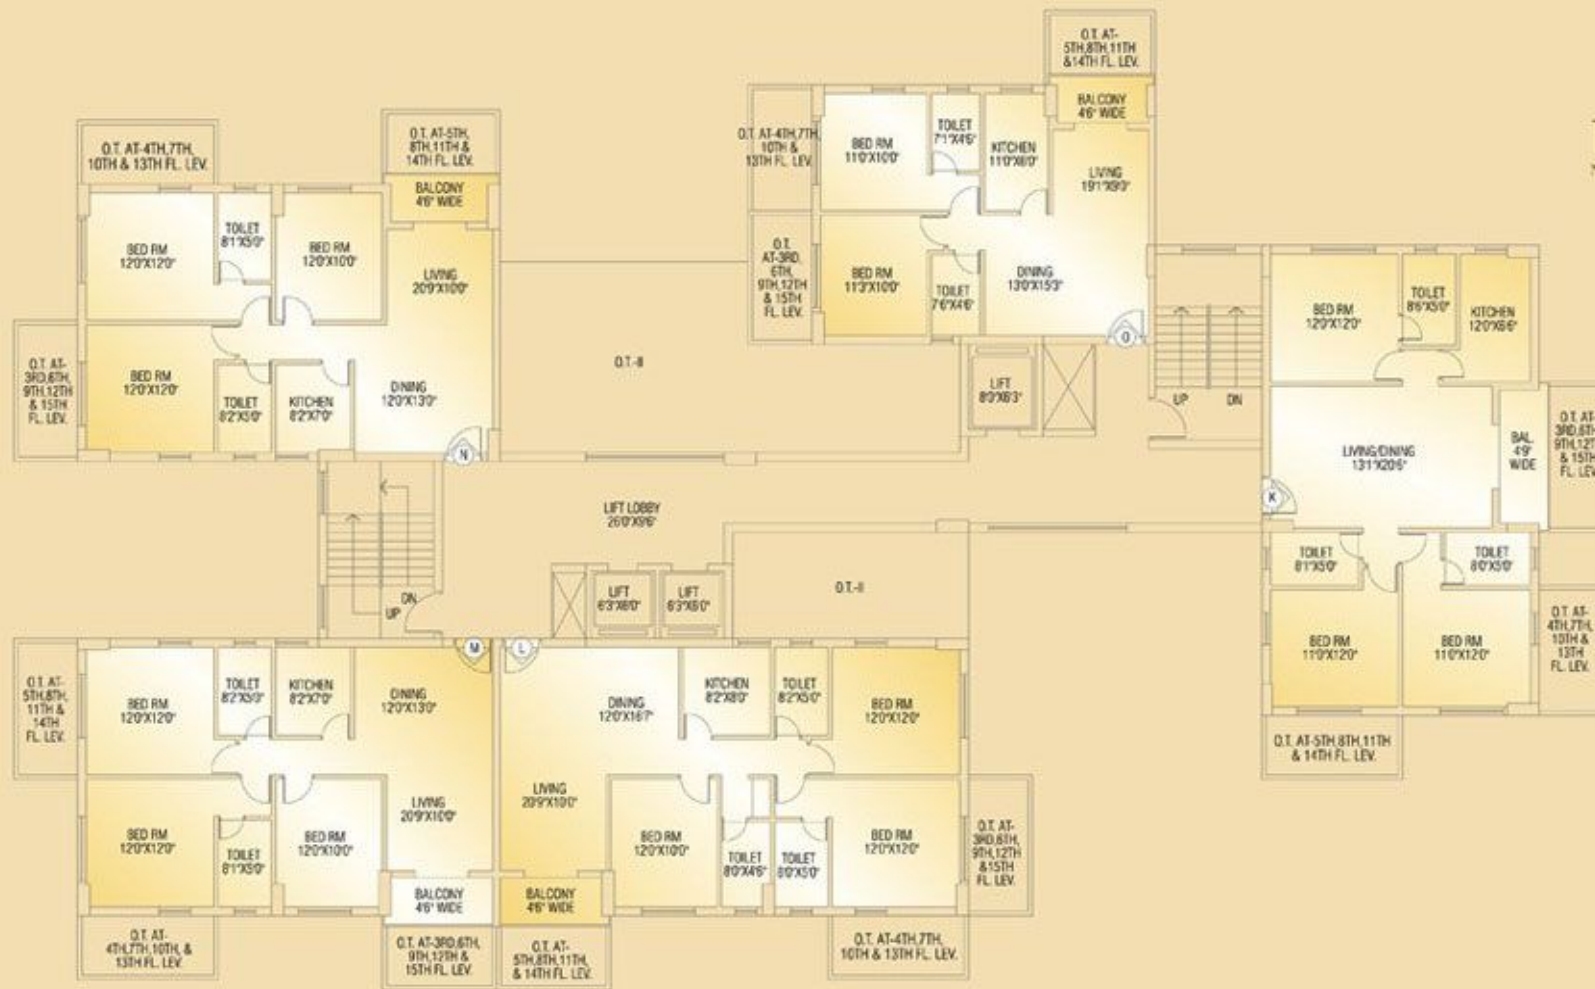 O.T. AT-4TH,7TH,
10TH & 13TH FL. LEV.
O.T. AT-5TH,
8TH,11TH &
14TH FL. LEV.
BALCONY
4'6" WIDE
BED RM
12'0"X12'0"
TOILET
8'1"X5'0"
BED RM
12'0"X10'0"
LIVING
20'9"X10'0"
O.T. AT-
3RD,6TH,
9TH,12TH
& 15TH
FL. LEV.
BED RM
12'0"X12'0"
TOILET
8'2"X5'0"
KITCHEN
8'2"X7'0"
DINING
12'0"X13'0"
N
O.T. AT-
5TH,8TH,11TH
&14TH FL. LEV.
BALCONY
4'6" WIDE
O.T. AT-4TH,7TH,
10TH &
13TH FL. LEV.
BED RM
11'0"X10'0"
TOILET
7'1"X4'6"
KITCHEN
11'0"X8'0"
LIVING
19'1"X9'0"
O.T.
AT-3RD,
6TH,
9TH,12TH
& 15TH
FL. LEV.
BED RM
11'3"X10'0"
TOILET
7'6"X4'6"
DINING
13'0"X15'3"
O
O.T.-III
LIFT
8'0"X6'3"
UP
DN
BED RM
12'0"X12'0"
TOILET
8'6"X5'0"
KITCHEN
12'0"X6'6"
LIVING/DINING
13'1"X20'6"
BAL.
4'9"
WIDE
O.T. AT-
3RD,6TH,
9TH,12TH
& 15TH
FL. LEV.
K
TOILET
8'1"X5'0"
TOILET
8'0"X5'0"
BED RM
11'0"X12'0"
BED RM
11'0"X12'0"
O.T. AT-
4TH,7TH,
10TH &
13TH
FL. LEV.
O.T. AT-5TH,8TH,11TH
& 14TH FL. LEV.
LIFT LOBBY
26'0"X9'6"
DN
UP
LIFT
6'3"X6'0"
LIFT
6'3"X6'0"
O.T.-II
M
L
O.T. AT-
5TH,8TH,
11TH &
14TH
FL. LEV.
BED RM
12'0"X12'0"
TOILET
8'2"X5'0"
KITCHEN
8'2"X7'0"
DINING
12'0"X13'0"
BED RM
12'0"X12'0"
TOILET
8'1"X5'0"
BED RM
12'0"X10'0"
LIVING
20'9"X10'0"
BALCONY
4'6" WIDE
O.T. AT-
4TH,7TH,10TH, &
13TH FL. LEV.
O.T. AT-3RD,6TH,
9TH,12TH &
15TH FL. LEV.
DINING
12'0"X16'7"
KITCHEN
8'2"X8'0"
TOILET
8'2"X5'0"
BED RM
12'0"X12'0"
LIVING
20'9"X10'0"
BED RM
12'0"X10'0"
TOILET
8'0"X4'6"
TOILET
8'0"X5'0"
BED RM
12'0"X12'0"
O.T. AT-
3RD,6TH,
9TH,12TH
&15TH
FL. LEV.
BALCONY
4'6" WIDE
O.T. AT-
5TH,8TH,11TH,
& 14TH FL. LEV.
O.T. AT-4TH,7TH,
10TH & 13TH FL. LEV.